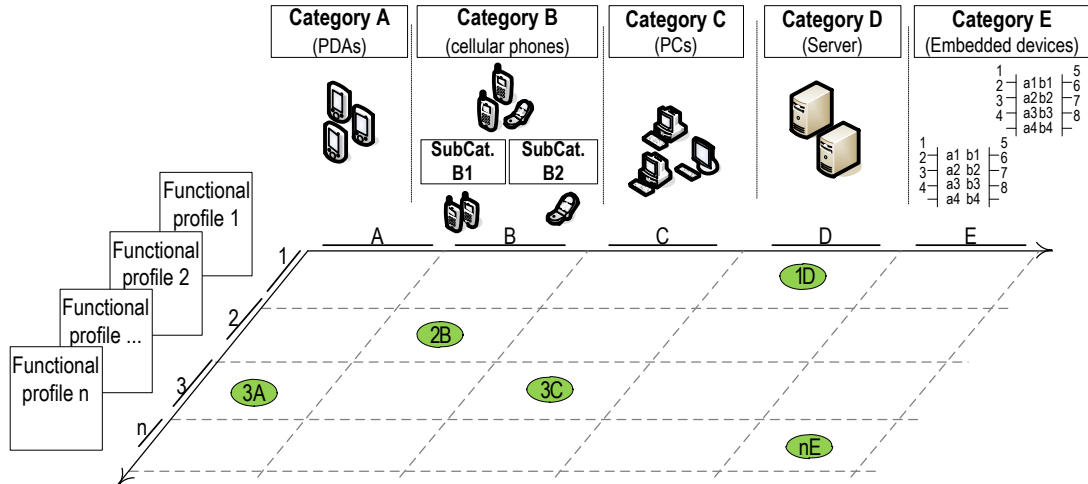 Category A
(PDAs)
Category B
(cellular phones)
Category C
(PCs)
Category D
(Server)
Category E
(Embedded devices)
1 5
2 a1 b1 6
3 a2 b2 7
4 a3 b3 8
a4 b4
SubCat.
B1
SubCat.
B2
1 5
2 a1 b1 6
3 a2 b2 7
4 a3 b3 8
a4 b4
Functional
profile 1
Functional
profile 2
Functional
profile ...
Functional
profile n
A B C D E
1
2
3
n
1D
2B
3A
3C
nE